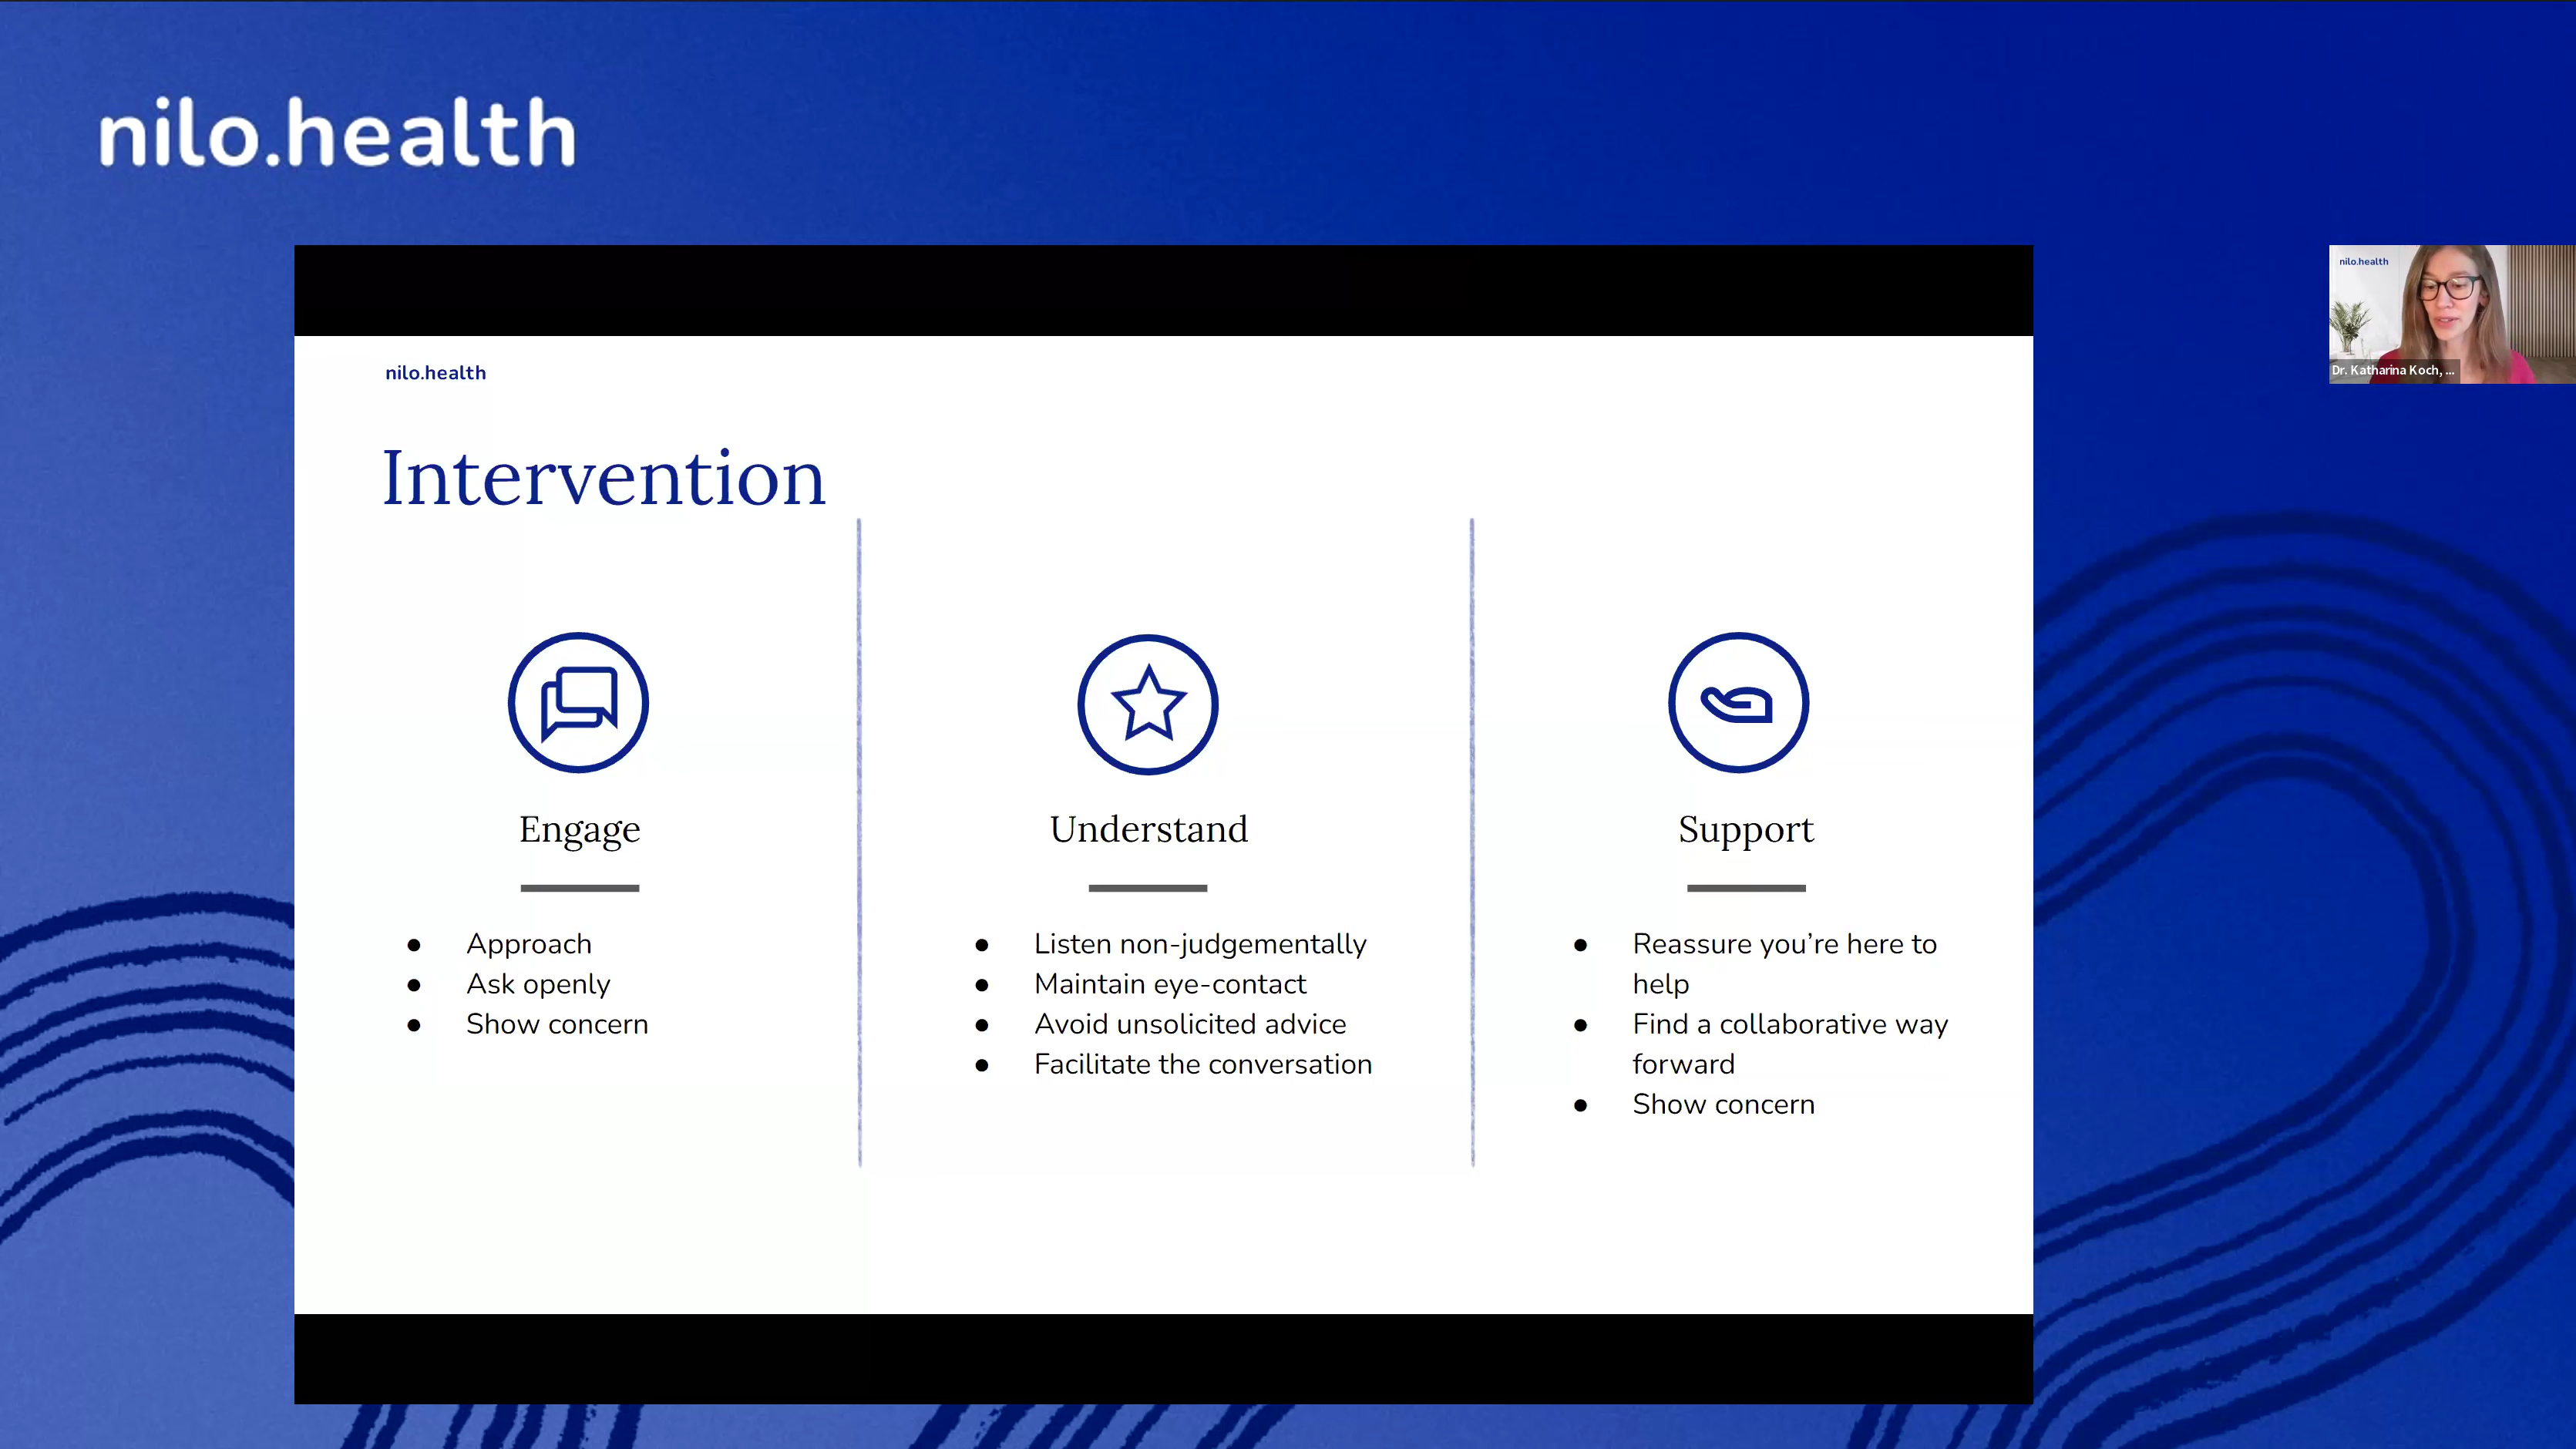 nilo.health
nilo.health
Dr. Katharina Koch, ...
nilo.health
Intervention
Engage
● Approach
● Ask openly
● Show concern
Understand
● Listen non-judgementally
● Maintain eye-contact
● Avoid unsolicited advice
● Facilitate the conversation
Support
● Reassure you’re here to
help
● Find a collaborative way
forward
● Show concern